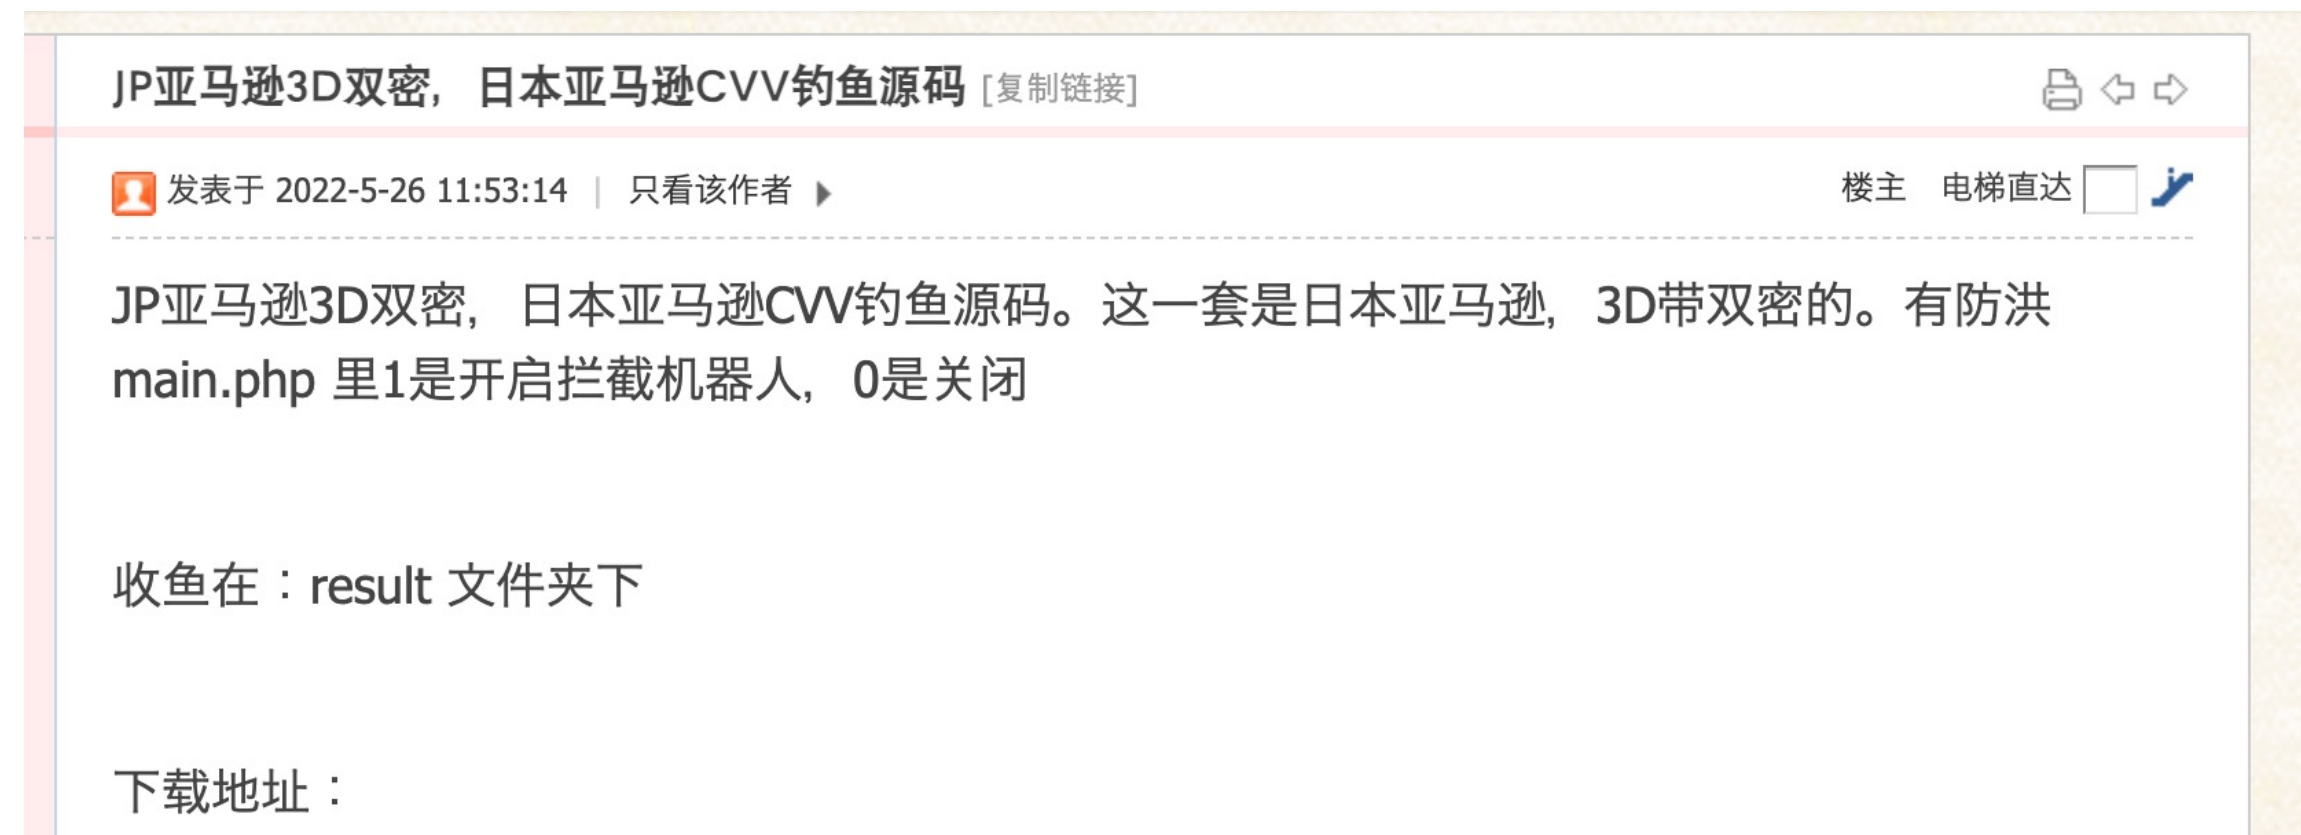 JP亚马逊3D双密，日本亚马逊CVV钓鱼源码 [复制链接]
发表于 2022-5-26 11:53:14 | 只看该作者
楼主 电梯直达
JP亚马逊3D双密，日本亚马逊CVV钓鱼源码。这一套是日本亚马逊，3D带双密的。有防洪
main.php 里1是开启拦截机器人，0是关闭
收鱼在：result 文件夹下
下载地址：